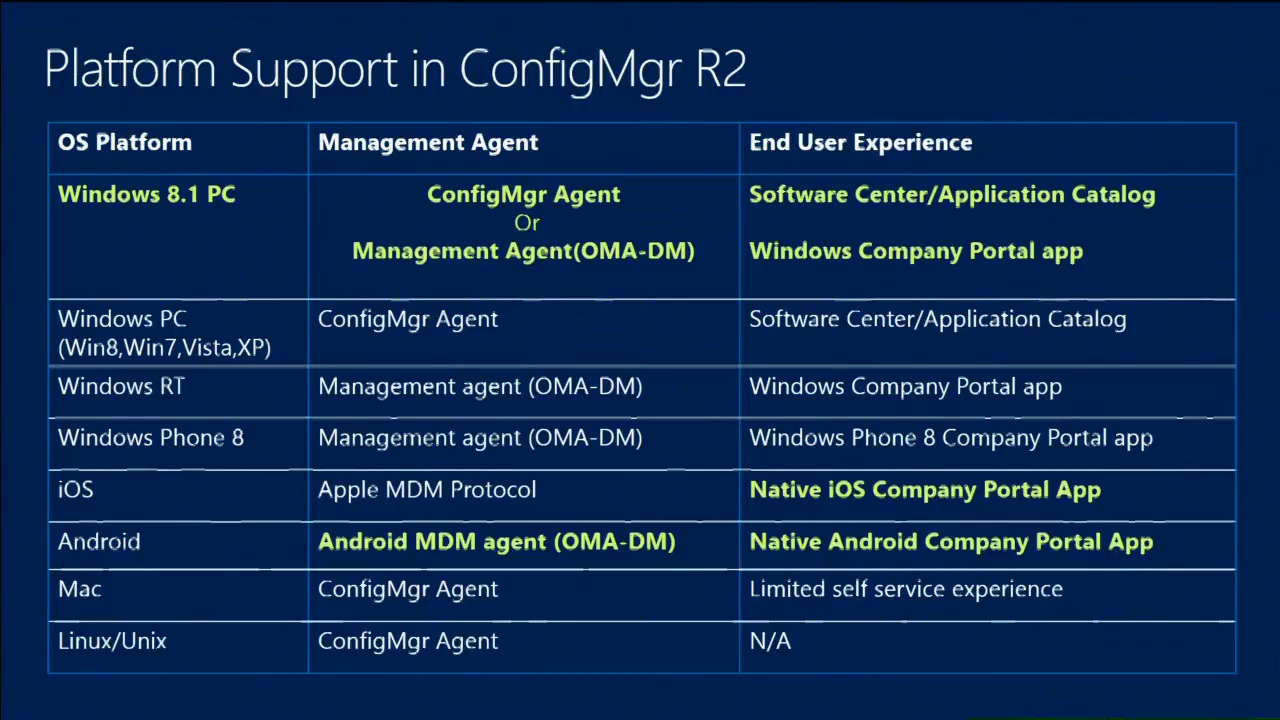 Platform Support in ConfigMgr R2
OS Platform
Management Agent
End User Experience
Windows 8.1 PC
ConfigMgr Agent
Or
Management Agent(OMA-DM)
Software Center/Application Catalog
Windows Company Portal app
Windows PC
(Win8,Win7,Vista,XP)
ConfigMgr Agent
Software Center/Application Catalog
Windows RT
Management agent (OMA-DM)
Windows Company Portal app
Windows Phone 8
Management agent (OMA-DM)
Windows Phone 8 Company Portal app
iOS
Apple MDM Protocol
Native iOS Company Portal App
Android
Android MDM agent (OMA-DM)
Native Android Company Portal App
Mac
ConfigMgr Agent
Limited self service experience
Linux/Unix
ConfigMgr Agent
N/A